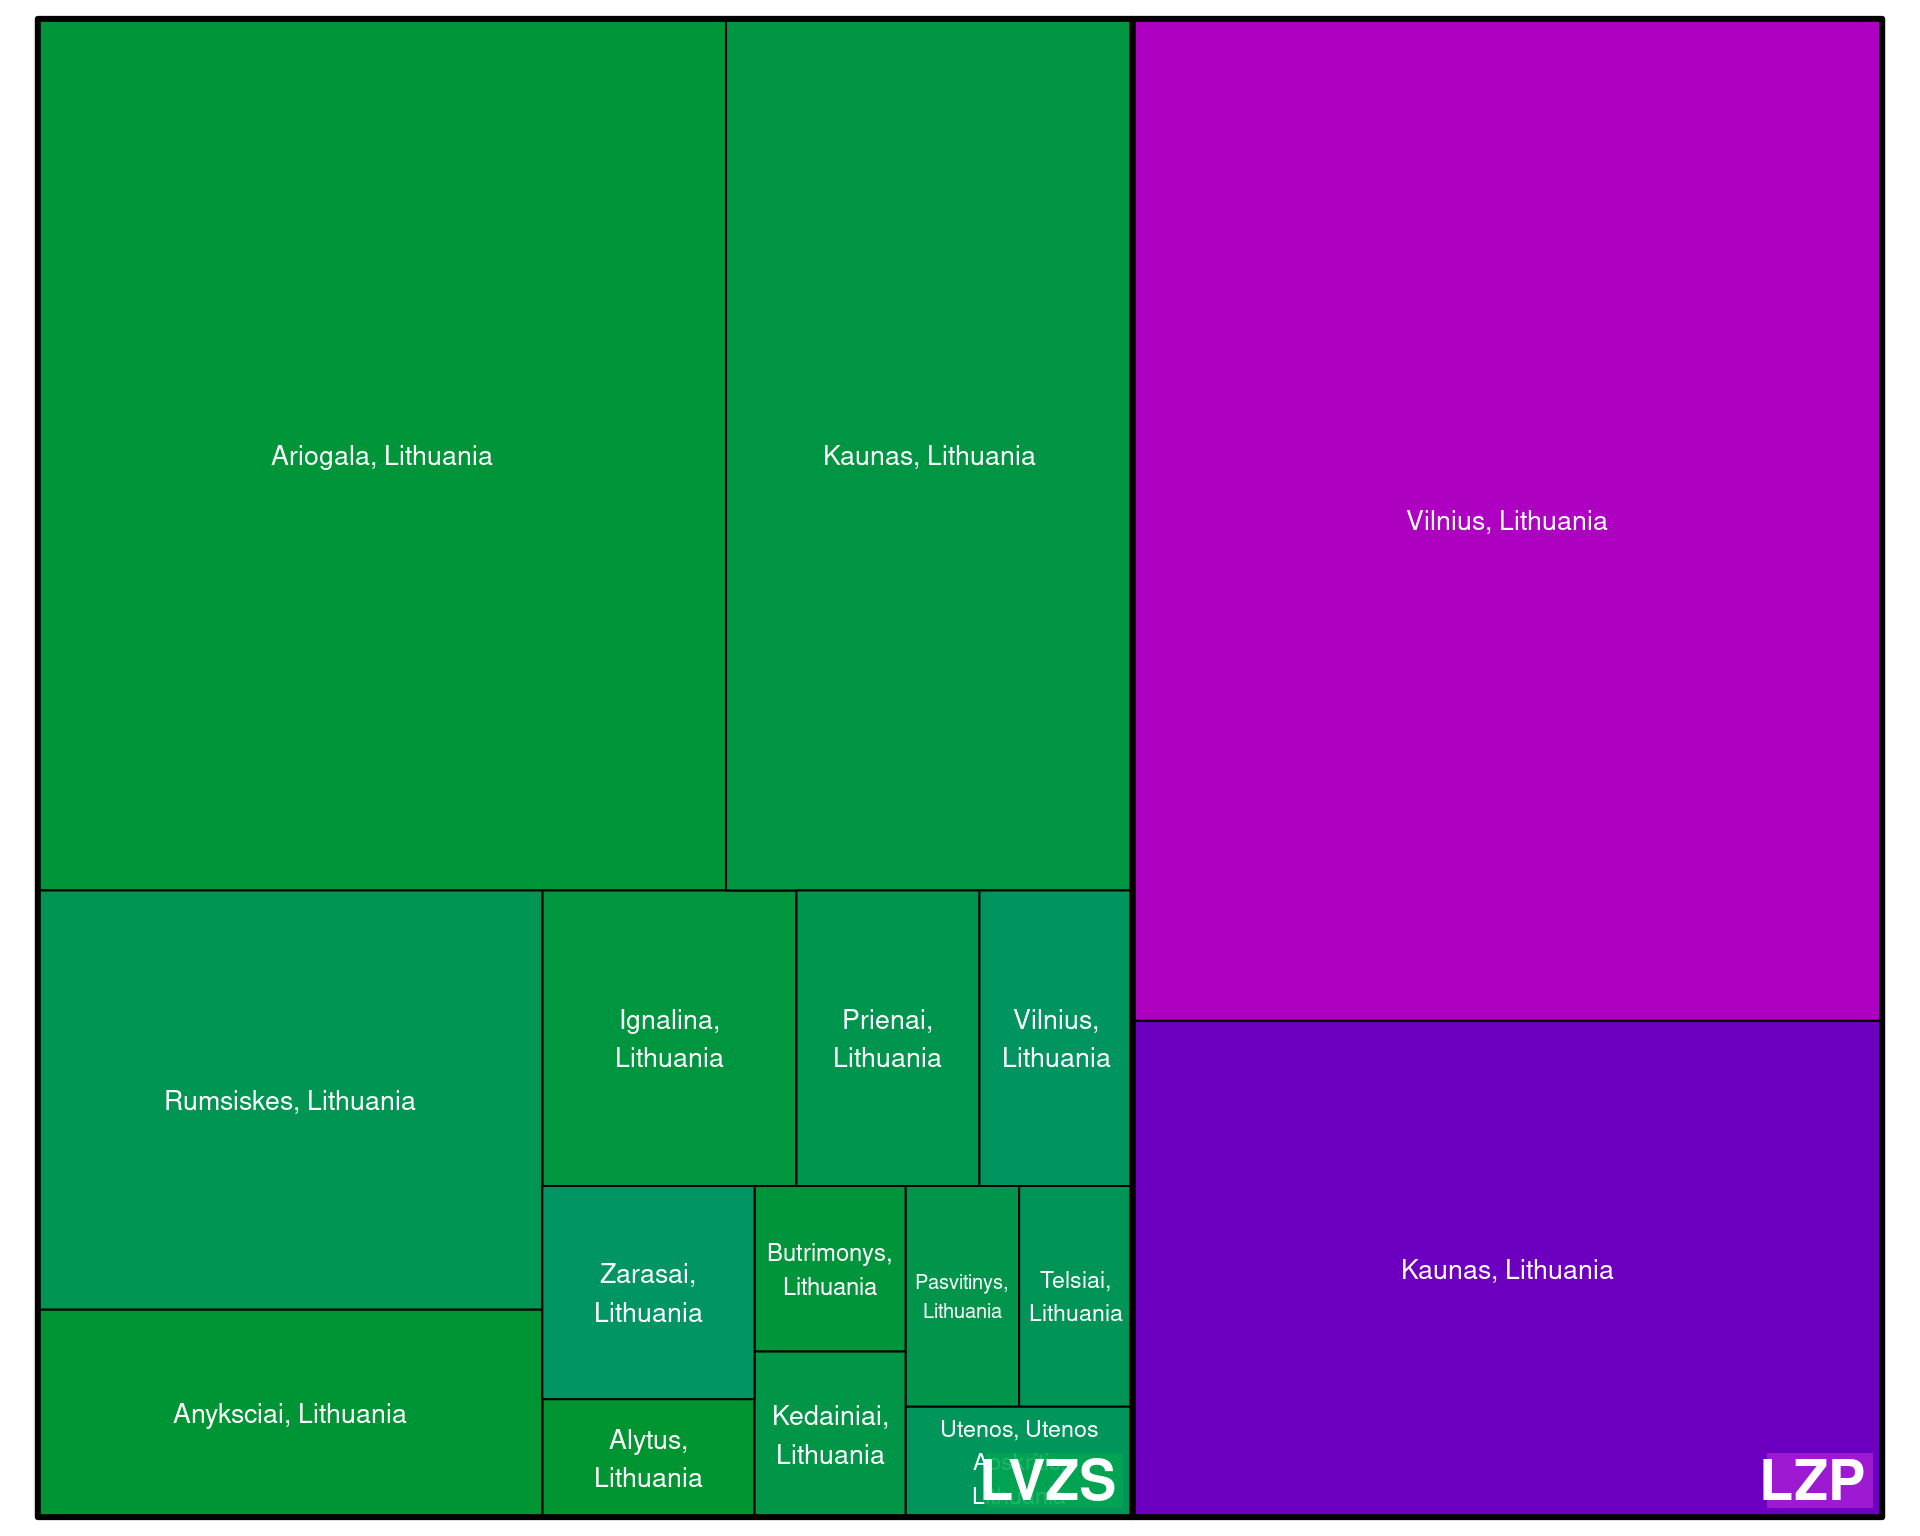 Ariogala, Lithuania
Kaunas, Lithuania
Vilnius, Lithuania
Rumsiskes, Lithuania
Ignalina,
Lithuania
Prienai,
Lithuania
Vilnius,
Lithuania
Zarasai,
Lithuania
Butrimonys,
Lithuania
Pasvitinys,
Lithuania
Telsiai,
Lithuania
Kaunas, Lithuania
Anyksciai, Lithuania
Alytus,
Lithuania
Kedainiai,
Lithuania
Utenos, Utenos
Lithuania
LVZS
LZP